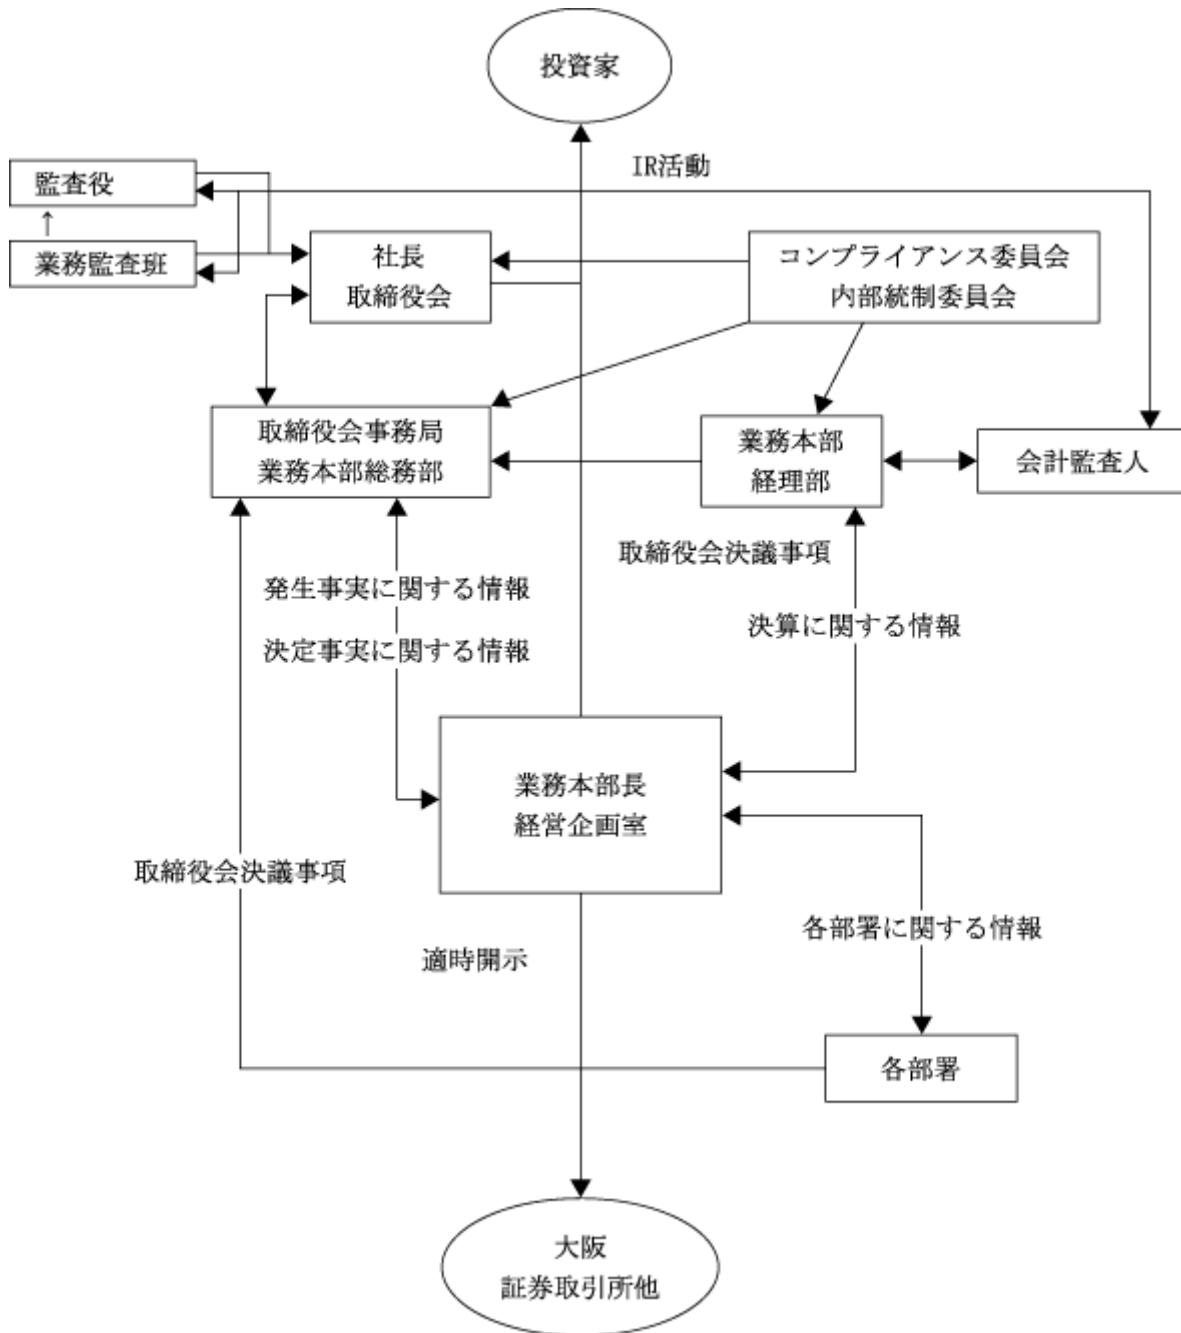 投資家
IR活動
監査役
↑
業務監査班
社長
取締役会
コンプライアンス委員会
内部統制委員会
取締役会事務局
業務本部総務部
業務本部
経理部
会計監査人
取締役会決議事項
発生事実に関する情報
決算に関する情報
決定事実に関する情報
業務本部長
経営企画室
取締役会決議事項
各部署に関する情報
適時開示
各部署
大阪
証券取引所他